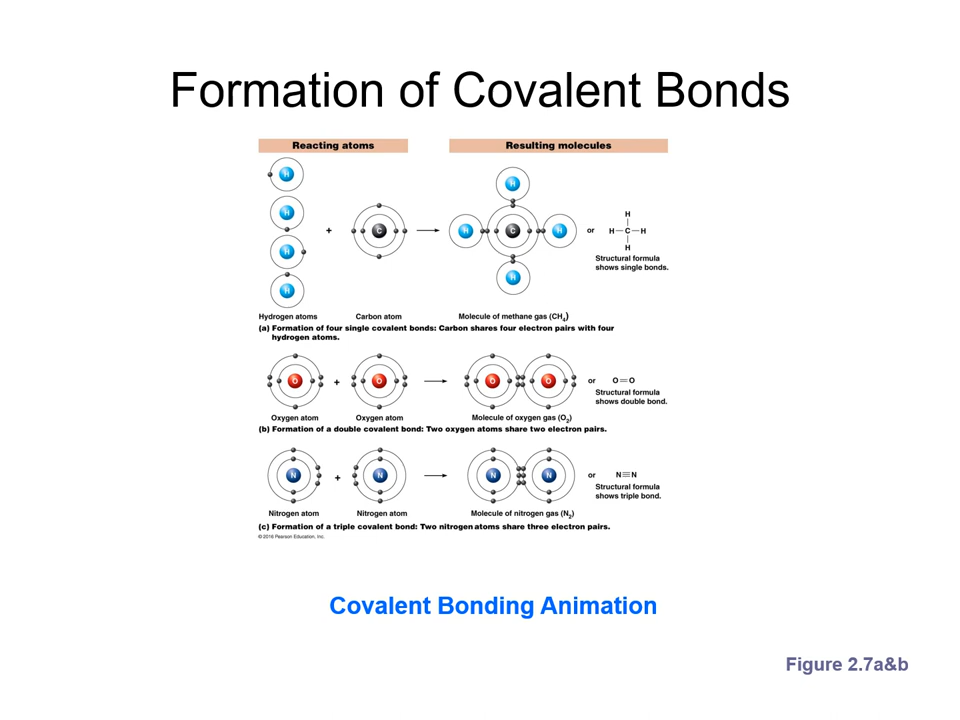 Formation of Covalent Bonds
Reacting atoms
Resulting molecules
H
H
H
H
+
C
H
H
C
H
H
or
H
H—C—H
H
Structural formula
shows single bonds.
Hydrogen atoms
Carbon atom
Molecule of methane gas (CH4)
(a) Formation of four single covalent bonds: Carbon shares four electron pairs with four
hydrogen atoms.
O
+
O
O
O
or
O=O
Structural formula
shows double bond.
Oxygen atom
Oxygen atom
Molecule of oxygen gas (O2)
(b) Formation of a double covalent bond: Two oxygen atoms share two electron pairs.
N
+
N
N
N
or
N≡N
Structural formula
shows triple bond.
Nitrogen atom
Nitrogen atom
Molecule of nitrogen gas (N2)
(c) Formation of a triple covalent bond: Two nitrogen atoms share three electron pairs.
© 2016 Pearson Education, Inc.
Covalent Bonding Animation
Figure 2.7a&b